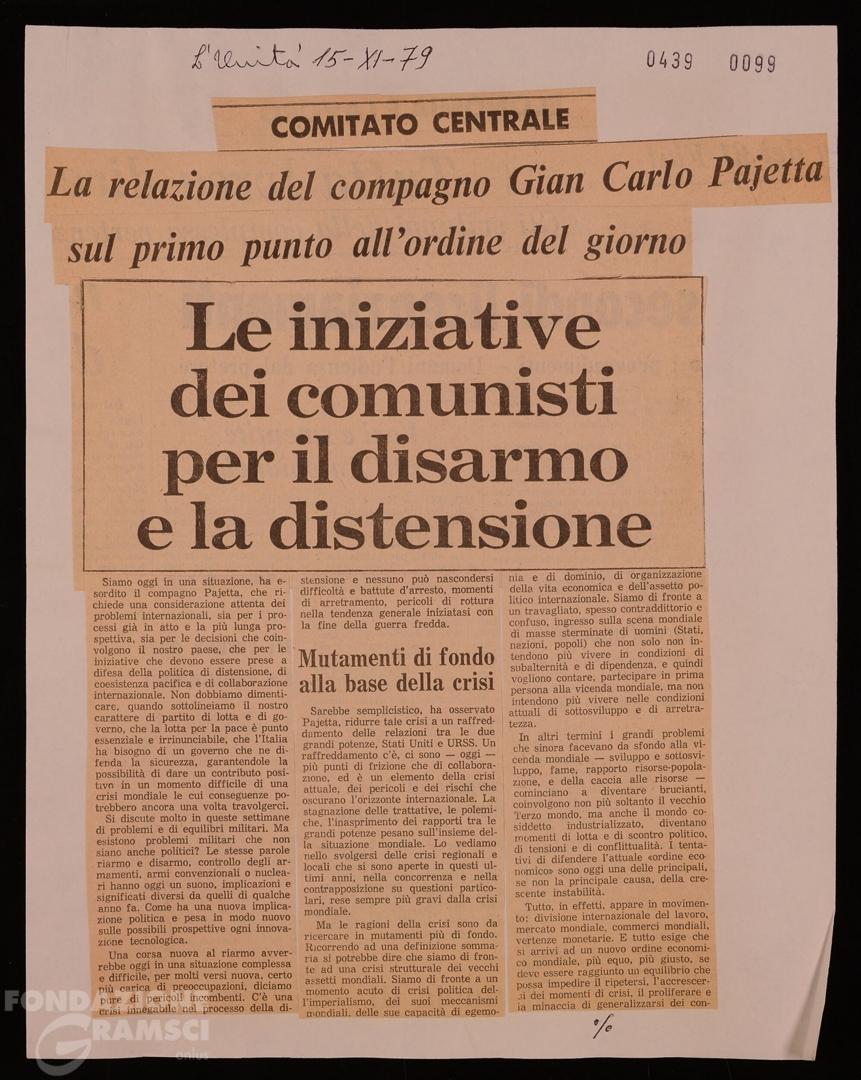 L'Unità 15-XI-79
0439 0099
COMITATO CENTRALE
La relazione del compagno Gian Carlo Pajetta
sul primo punto all'ordine del giorno
Le iniziative
dei comunisti
per il disarmo
e la distensione
Siamo oggi in una situazione, ha e-
sordito il compagno Pajetta, che ri-
chiede una considerazione attenta dei
problemi internazionali, sia per i pro-
cessi già in atto e la più lunga pro-
spettiva, sia per le decisioni che coin-
volgono il nostro paese, che per le
iniziative che devono essere prese a
difesa della politica di distensione, di
coesistenza pacifica e di collaborazione
internazionale. Non dobbiamo dimenti-
care, quando sottolineiamo il nostro
carattere di partito di lotta e di go-
verno, che la lotta per la pace è punto
essenziale e irrinunciabile, che l'Italia
ha bisogno di un governo che ne di-
fenda la sicurezza, garantendole la
possibilità di dare un contributo posi-
tivo in un momento difficile di una
crisi mondiale le cui conseguenze po-
trebbero ancora una volta travolgerci.
Si discute molto in queste settimane
di problemi e di equilibri militari. Ma
esistono problemi militari che non
siano anche politici? Le stesse parole
riarmo e disarmo, controllo degli ar-
mamenti, armi convenzionali o nuclea-
ri hanno oggi un suono, implicazioni e
significati diversi da quelli di qualche
anno fa. Come ha una nuova implica-
zione politica e pesa in modo nuovo
sulle possibili prospettive ogni innova-
zione tecnologica.
Una corsa nuova al riarmo avver-
rebbe oggi in una situazione complessa
e difficile, per molti versi nuova, certo
più carica di preoccupazioni, diciamo
pure di pericoli incombenti. C'è una
crisi innegabile nel processo della di-
stensione e nessuno può nascondersi
difficoltà e battute d'arresto, momenti
di arretramento, pericoli di rottura
nella tendenza generale iniziatasi con
la fine della guerra fredda.
Mutamenti di fondo
alla base della crisi
Sarebbe semplicistico, ha osservato
Pajetta, ridurre tale crisi a un raffred-
damento delle relazioni tra le due
grandi potenze, Stati Uniti e URSS. Un
raffreddamento c'è, ci sono — oggi —
più punti di frizione che di collabora-
zione, ed è un elemento della crisi
attuale, dei pericoli e dei rischi che
oscurano l'orizzonte internazionale. La
stagnazione delle trattative, le polemi-
che, l'inasprimento dei rapporti tra le
grandi potenze pesano sull'insieme del-
la situazione mondiale. Lo vediamo
nello svolgersi delle crisi regionali e
locali che si sono aperte in questi ul-
timi anni, nella concorrenza e nella
contrapposizione su questioni partico-
lari, rese sempre più gravi dalla crisi
mondiale.
Ma le ragioni della crisi sono da
ricercare in mutamenti più di fondo.
Ricorrendo ad una definizione somma-
ria si potrebbe dire che siamo di fron-
te ad una crisi strutturale dei vecchi
assetti mondiali. Siamo di fronte a un
momento acuto di crisi politica del-
l'imperialismo, dei suoi meccanismi
mondiali, delle sue capacità di egemo-
nia e di dominio, di organizzazione
della vita economica e dell'assetto po-
litico internazionale. Siamo di fronte a
un travagliato, spesso contraddittorio e
confuso, ingresso sulla scena mondiale
di masse sterminate di uomini (Stati,
nazioni, popoli) che non solo non in-
tendono più vivere in condizioni di
subalternità e di dipendenza, e quindi
vogliono contare, partecipare in prima
persona alla vicenda mondiale, ma non
intendono più vivere nelle condizioni
attuali di sottosviluppo e di arretra-
tezza.
In altri termini i grandi problemi
che sinora facevano da sfondo alla vi-
cenda mondiale — sviluppo e sottosvi-
luppo, fame, rapporto risorse-popola-
zione, e della caccia alle risorse —
cominciano a diventare brucianti,
coinvolgono non più soltanto il vecchio
Terzo mondo, ma anche il mondo co-
siddetto industrializzato, diventano
momenti di lotta e di scontro politico,
di tensioni e di conflittualità. I tenta-
tivi di difendere l'attuale «ordine eco-
nomico» sono oggi una delle principali,
se non la principale causa, della cre-
scente instabilità.
Tutto, in effetti, appare in movimen-
to: divisione internazionale del lavoro,
mercato mondiale, commerci mondiali,
vertenze monetarie. E tutto esige che
si arrivi ad un nuovo ordine economi-
co mondiale, più equo, più giusto, se
deve essere raggiunto un equilibrio che
possa impedire il ripetersi, l'accrescer-
si dei momenti di crisi, il proliferare e
la minaccia di generalizzarsi dei con-
%
FONDAZIONE
GRAMSCI
onlus